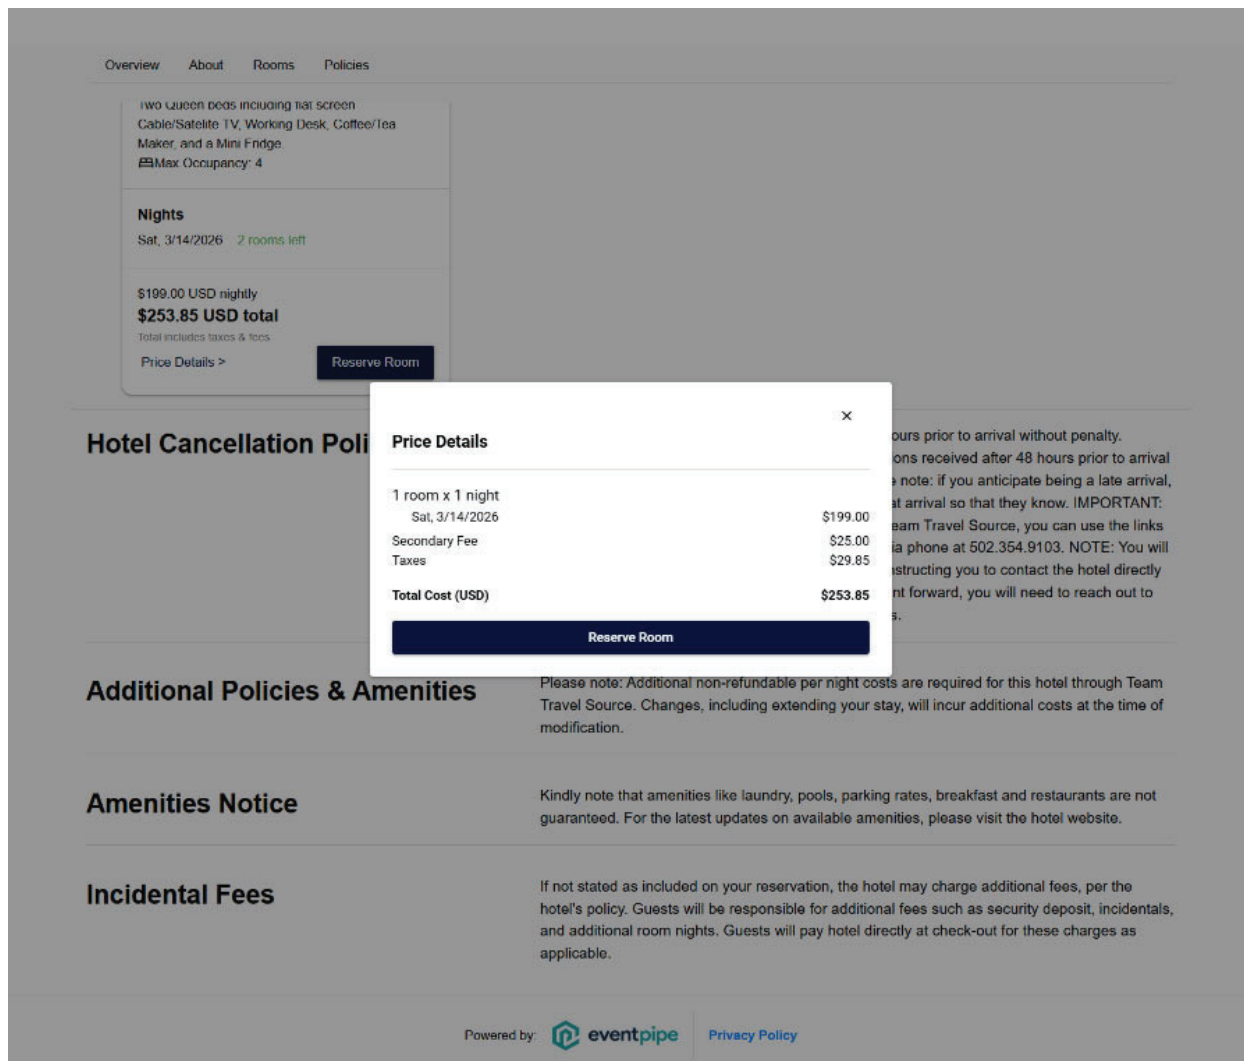 Overview About Rooms Policies
Two Queen beds including flat screen
Cable/Satelite TV, Working Desk, Coffee/Tea
Maker, and a Mini Fridge.
Max Occupancy: 4
Nights
Sat, 3/14/2026 2 rooms left
$199.00 USD nightly
$253.85 USD total
Total includes taxes & fees
Price Details >
Reserve Room
×
Price Details
1 room x 1 night
Sat, 3/14/2026 $199.00
Secondary Fee $25.00
Taxes $29.85
Total Cost (USD) $253.85
Reserve Room
Hotel Cancellation Poli
ours prior to arrival without penalty.
ons received after 48 hours prior to arrival
note: if you anticipate being a late arrival,
at arrival so that they know. IMPORTANT:
eam Travel Source, you can use the links
ia phone at 502.354.9103. NOTE: You will
nstructing you to contact the hotel directly
nt forward, you will need to reach out to
s.
Additional Policies & Amenities
Please note: Additional non-refundable per night costs are required for this hotel through Team
Travel Source. Changes, including extending your stay, will incur additional costs at the time of
modification.
Amenities Notice
Kindly note that amenities like laundry, pools, parking rates, breakfast and restaurants are not
guaranteed. For the latest updates on available amenities, please visit the hotel website.
Incidental Fees
If not stated as included on your reservation, the hotel may charge additional fees, per the
hotel's policy. Guests will be responsible for additional fees such as security deposit, incidentals,
and additional room nights. Guests will pay hotel directly at check-out for these charges as
applicable.
Powered by: eventpipe Privacy Policy